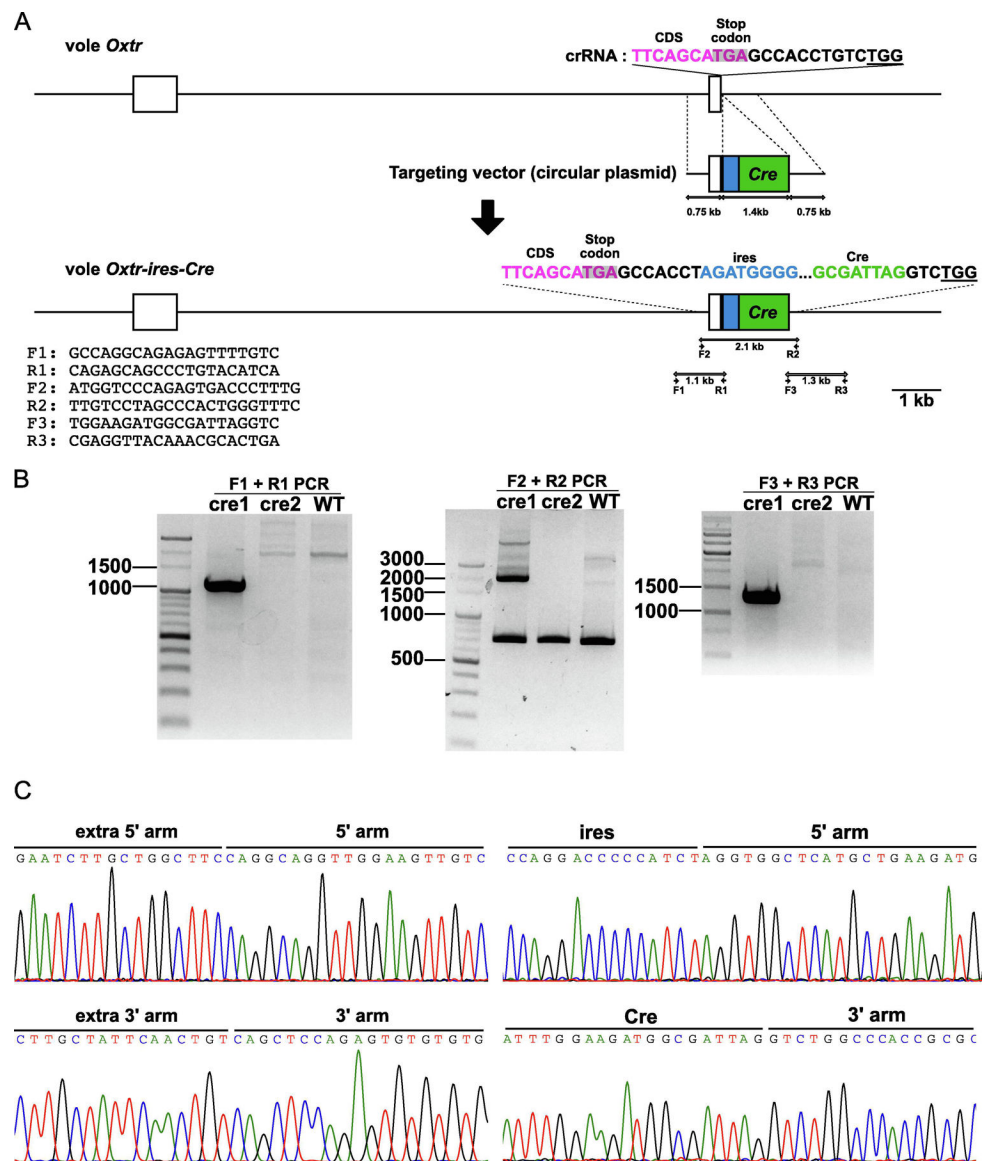 A
vole Oxtr
CDS
Stop
codon
crRNA : TTCAGCATGAGCCACCTGTCTGG
Targeting vector (circular plasmid)
Cre
0.75 kb
1.4kb
0.75 kb
vole Oxtr-ires-Cre
CDS
Stop
codon
ires
Cre
TTCAGCATGAGCCACCTAGATGGGG...GCGATTAGGTCTGG
Cre
F2
2.1 kb
R2
1.1 kb
F1
R1
1.3 kb
F3
R3
1 kb
F1: GCCAGGCAGAGAGTTTTGTC
R1: CAGAGCAGCCCTGTACATCA
F2: ATGGTCCCAGAGTGACCCTTTG
R2: TTGTCCTAGCCCACTGGGTTTC
F3: TGGAAGATGGCGATTAGGTC
R3: CGAGGTTACAAACGCACTGA
B
F1 + R1 PCR
cre1 cre2 WT
1500
1000
F2 + R2 PCR
cre1 cre2 WT
3000
2000
1500
1000
500
F3 + R3 PCR
cre1 cre2 WT
1500
1000
C
extra 5' arm
5' arm
GAATCTTGCTGGCTTCCAGGCAGGTTGGAAGTTGTC
ires
5' arm
CCAGGACCCCCATCTAGGTGGCTCATGCTGAAGATG
extra 3' arm
3' arm
CTTGCTATTCAACTGTCAGCTCCAGAGTGTGTGTG
Cre
3' arm
ATTTGGAAGATGGCGATTAGGTCTGGCCCACCGCGC